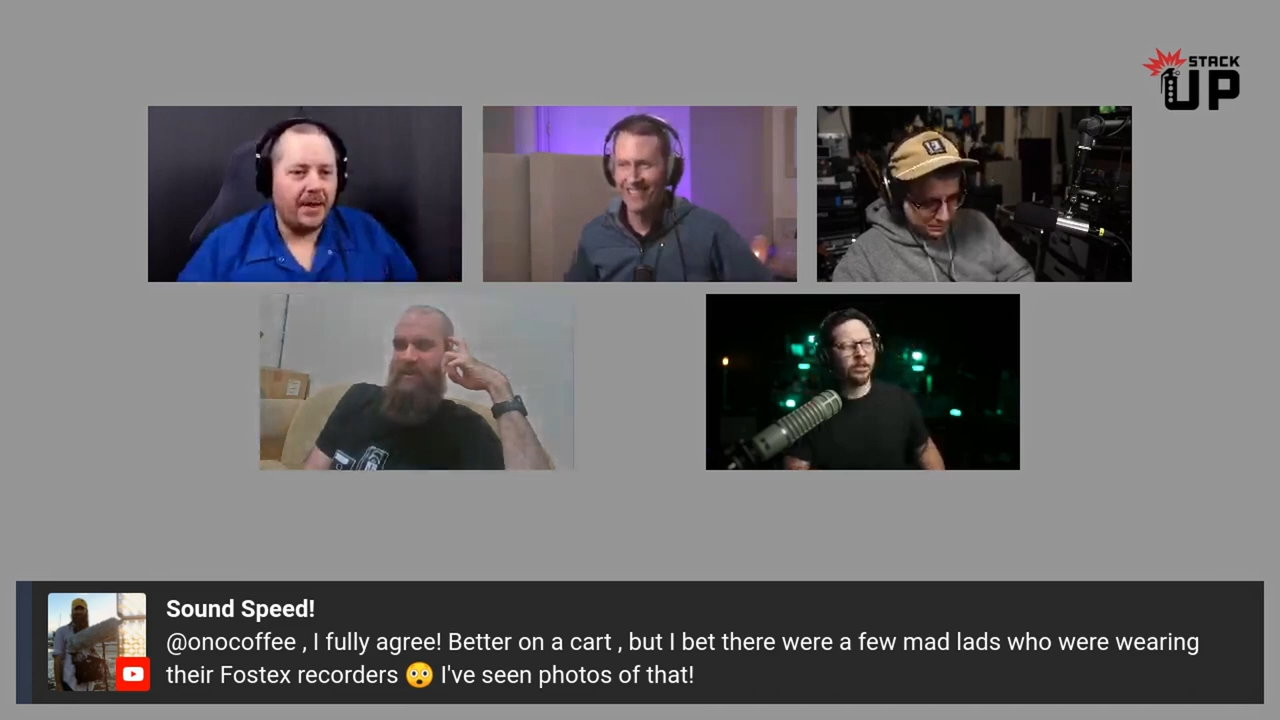 STACK
UP
Sound Speed!
@onocoffee , I fully agree! Better on a cart , but I bet there were a few mad lads who were wearing
their Fostex recorders 😳 I've seen photos of that!